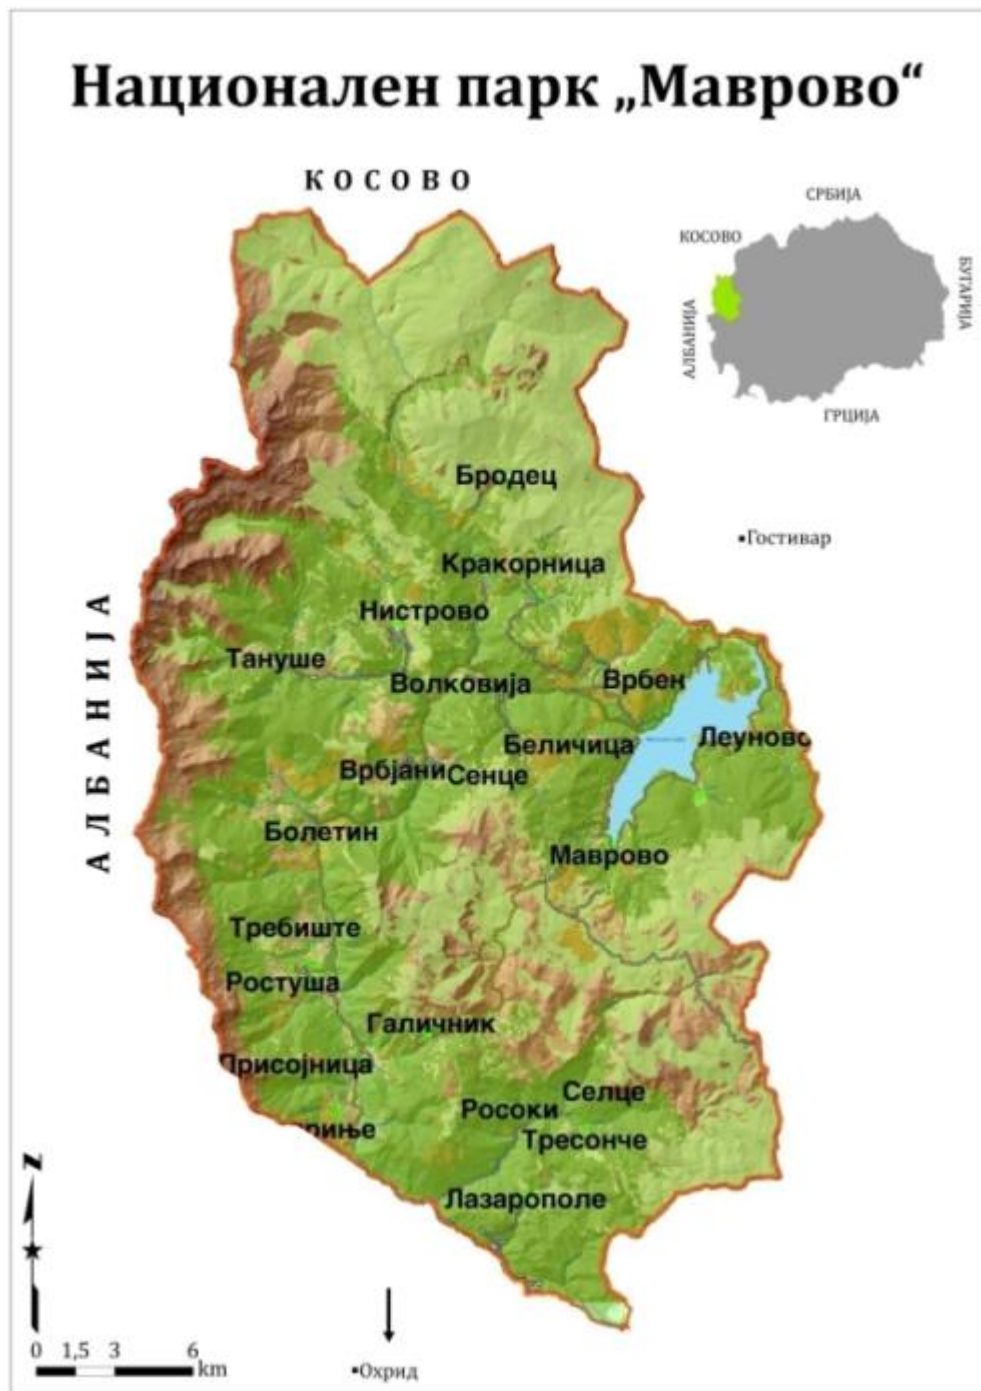 Национален парк „Маврово“
КОСОВО
СРБИЈА
КОСОВО
БУГАРИЈА
АЛБАНИЈА
ГРЦИЈА
Бродец
Гостивар
Кракорница
Нистрово
АЛБАНИЈА
Тануше
Волковија
Врбен
Беличица
Леуново
Врбјани
Сенце
Болетин
Маврово
Требиште
Ростуша
Галичник
Присојница
Селце
Росоки
риње
Тресонче
Лазарополе
N
0 1,5 3 6 km
Охрид